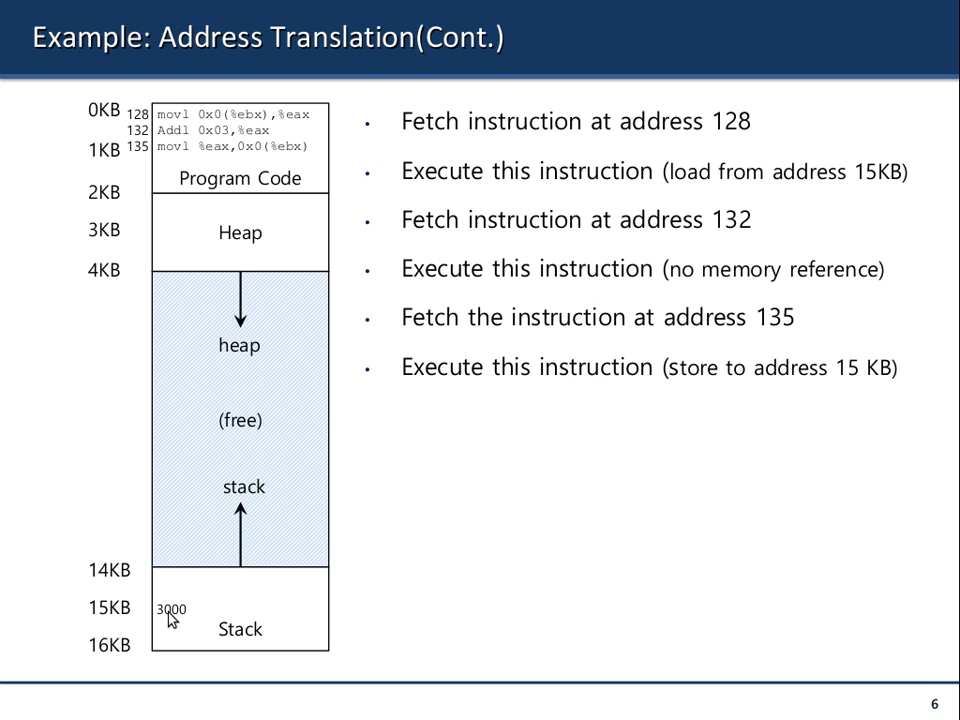 Example: Address Translation(Cont.)
0KB
128 movl 0x0(%ebx),%eax
132 Addl 0x03,%eax
1KB
135 movl %eax,0x0(%ebx)
Program Code
2KB
3KB
Heap
4KB
heap
(free)
stack
14KB
15KB
3000
Stack
16KB
• Fetch instruction at address 128
• Execute this instruction (load from address 15KB)
• Fetch instruction at address 132
• Execute this instruction (no memory reference)
• Fetch the instruction at address 135
• Execute this instruction (store to address 15 KB)
6